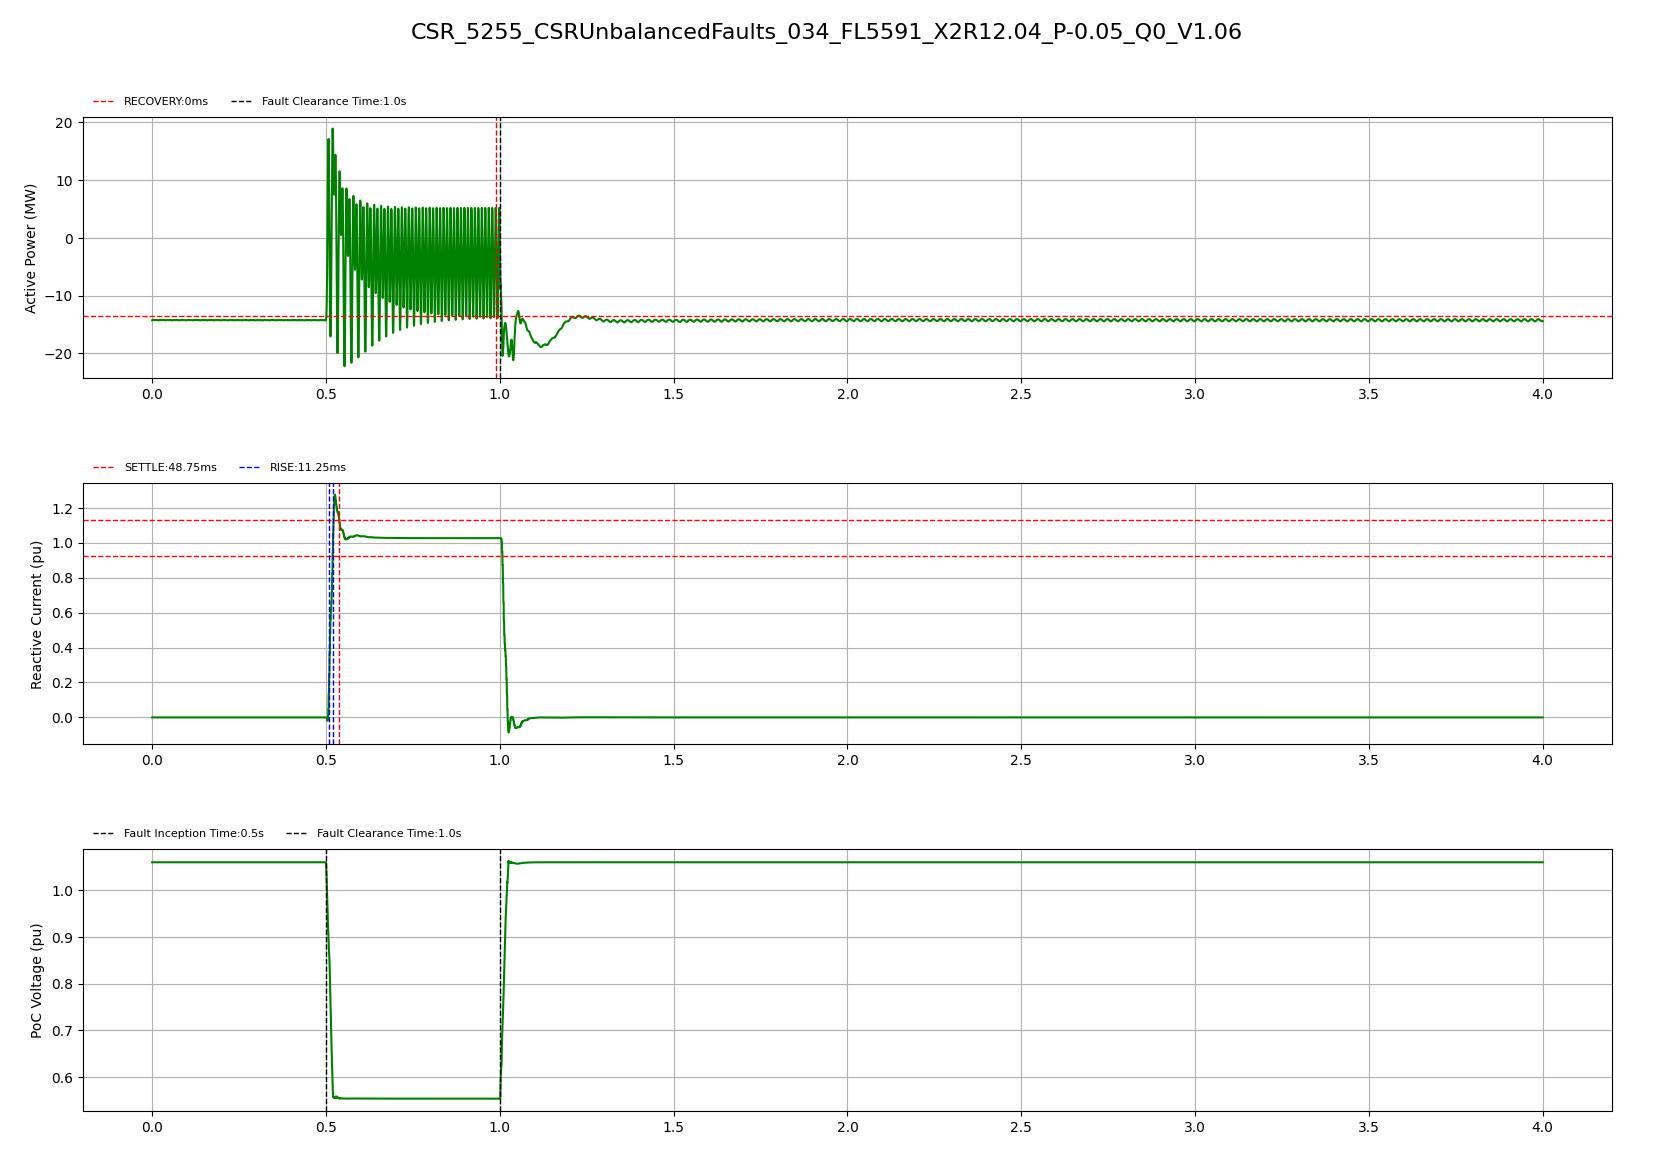 CSR_5255_CSRUnbalancedFaults_034_FL5591_X2R12.04_P-0.05_Q0_V1.06
RECOVERY:0ms Fault Clearance Time:1.0s
Active Power (MW)
20
10
0
−10
−20
0.0 0.5 1.0 1.5 2.0 2.5 3.0 3.5 4.0
SETTLE:48.75ms RISE:11.25ms
Reactive Current (pu)
1.2
1.0
0.8
0.6
0.4
0.2
0.0
0.0 0.5 1.0 1.5 2.0 2.5 3.0 3.5 4.0
Fault Inception Time:0.5s Fault Clearance Time:1.0s
PoC Voltage (pu)
1.0
0.9
0.8
0.7
0.6
0.0 0.5 1.0 1.5 2.0 2.5 3.0 3.5 4.0